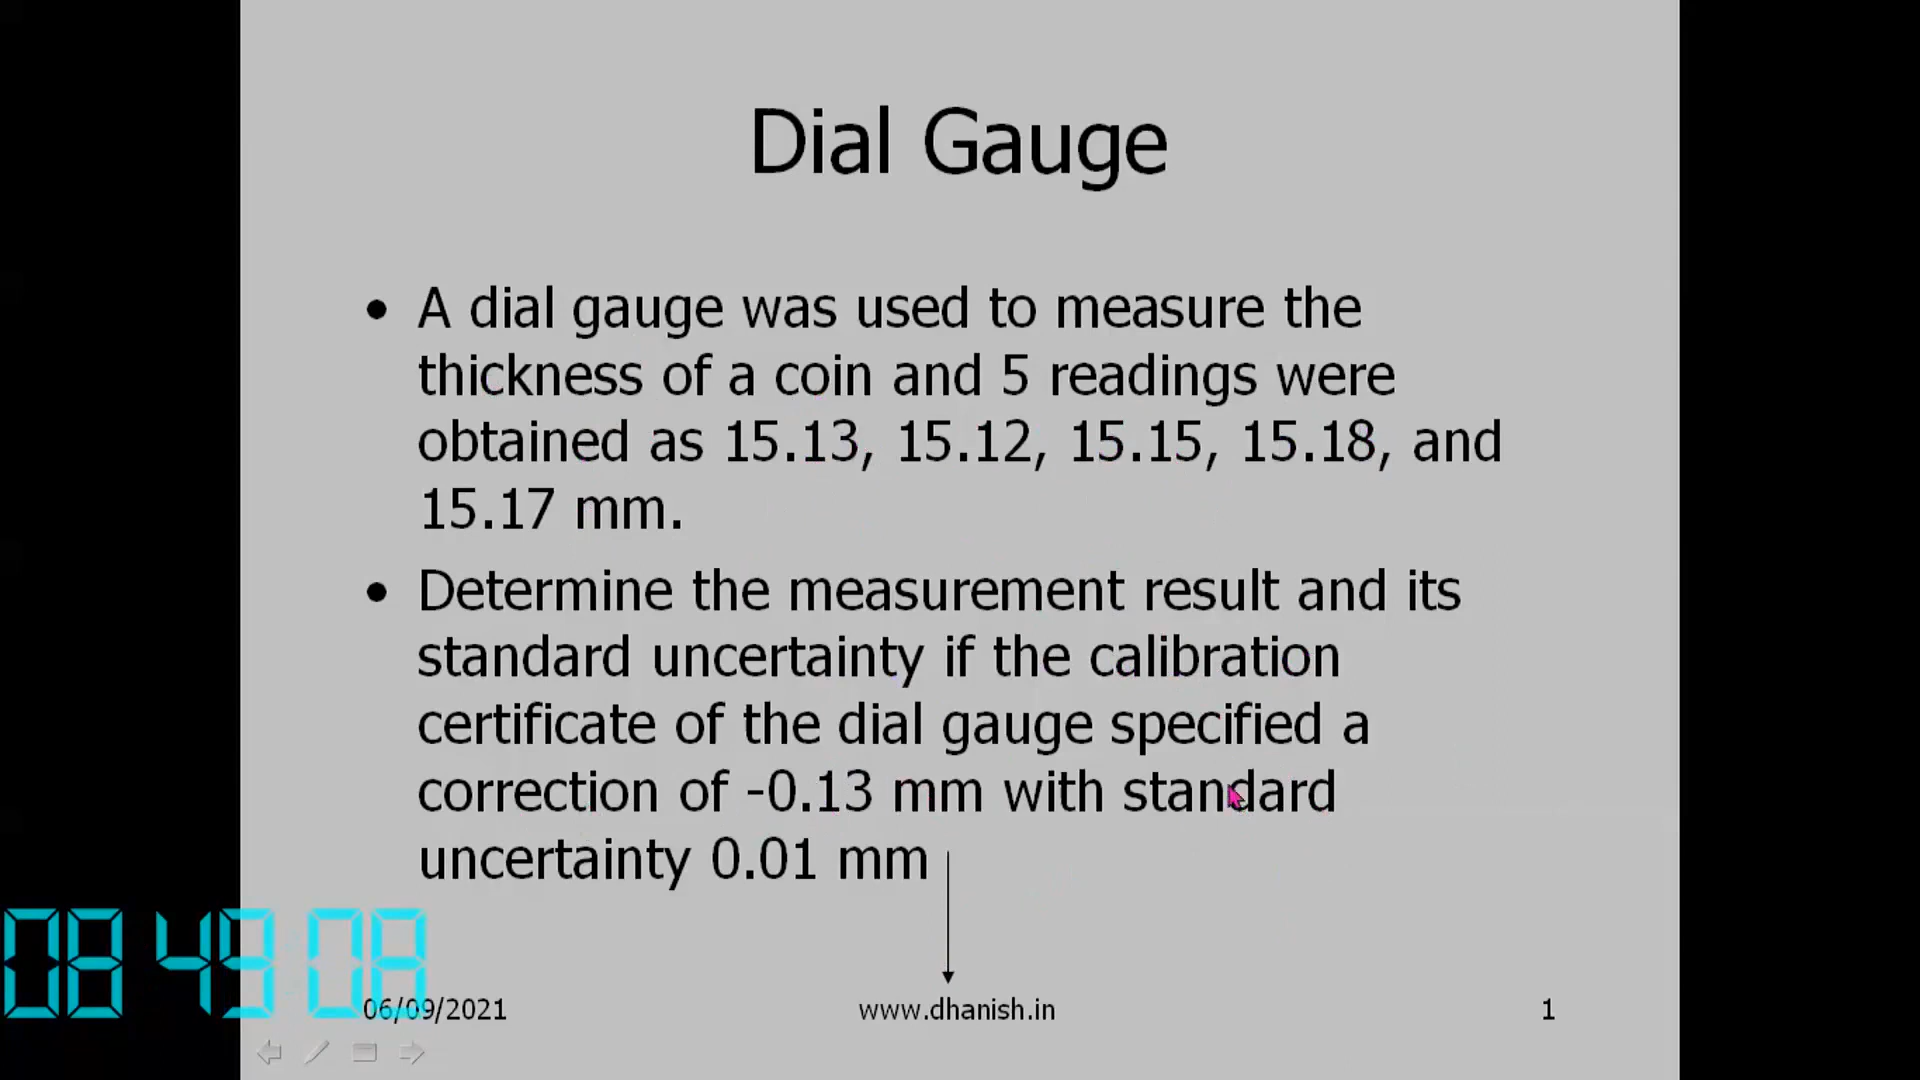 Dial Gauge
• A dial gauge was used to measure the
thickness of a coin and 5 readings were
obtained as 15.13, 15.12, 15.15, 15.18, and
15.17 mm.
• Determine the measurement result and its
standard uncertainty if the calibration
certificate of the dial gauge specified a
correction of -0.13 mm with standard
uncertainty 0.01 mm
08 49 08
06/09/2021 www.dhanish.in 1